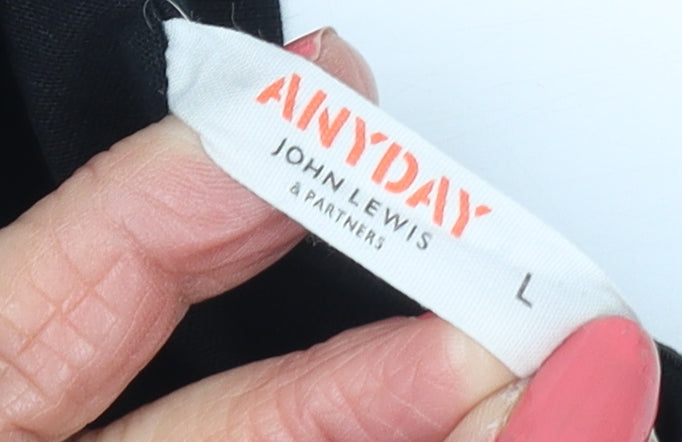 ANYDAY
JOHN LEWIS
& PARTNERS
L